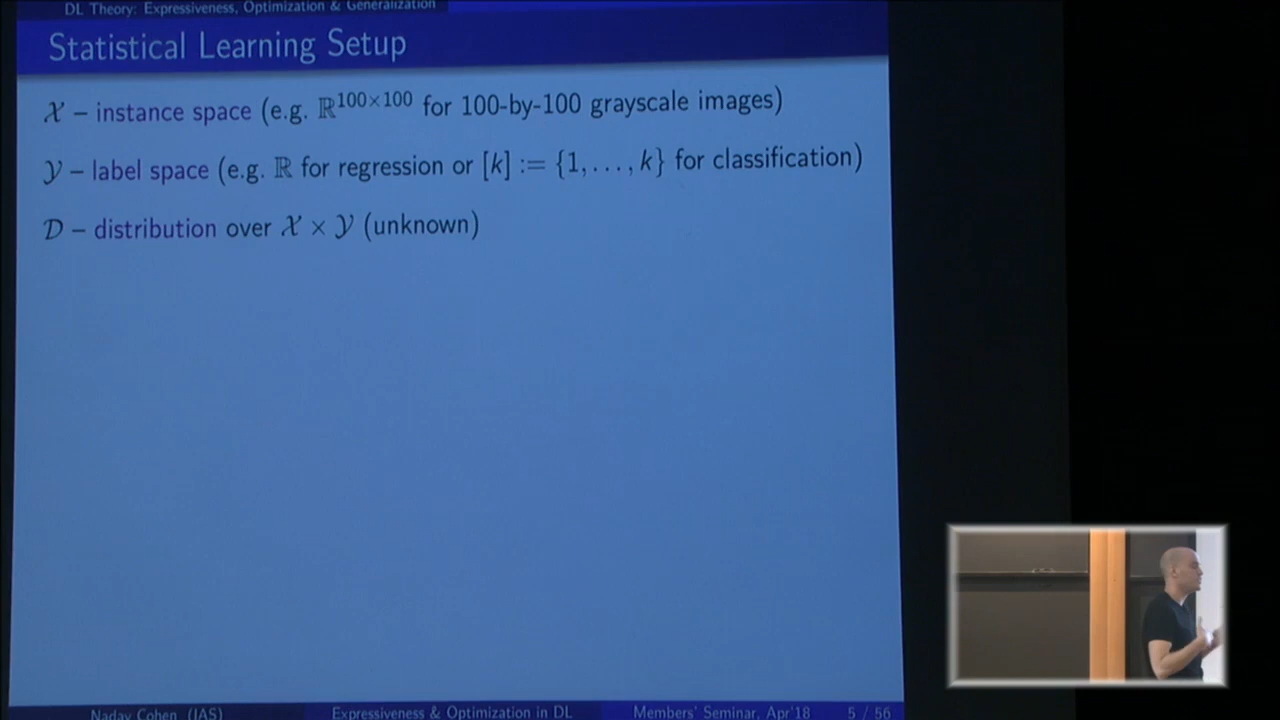 DL Theory: Expressiveness, Optimization & Generalization
Statistical Learning Setup
𝒳 – instance space (e.g. ℝ^{100×100} for 100-by-100 grayscale images)
𝒴 – label space (e.g. ℝ for regression or [k] := {1, . . . , k} for classification)
𝒟 – distribution over 𝒳 × 𝒴 (unknown)
Nadav Cohen (IAS) Expressiveness & Optimization in DL Members' Seminar, Apr'18 5 / 56